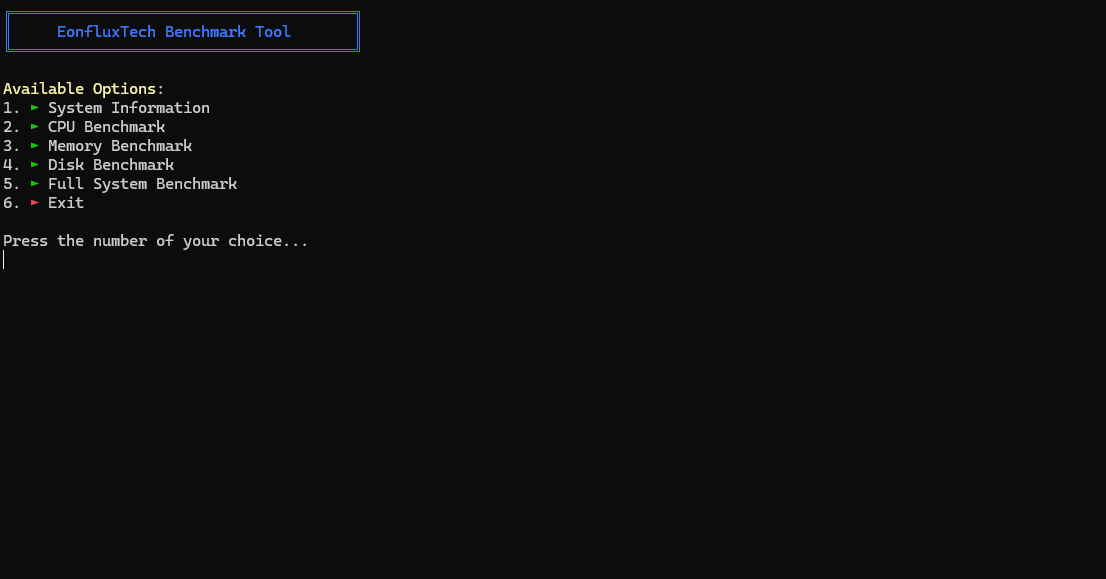 EonfluxTech Benchmark Tool
Available Options:
1. ► System Information
2. ► CPU Benchmark
3. ► Memory Benchmark
4. ► Disk Benchmark
5. ► Full System Benchmark
6. ► Exit
Press the number of your choice...